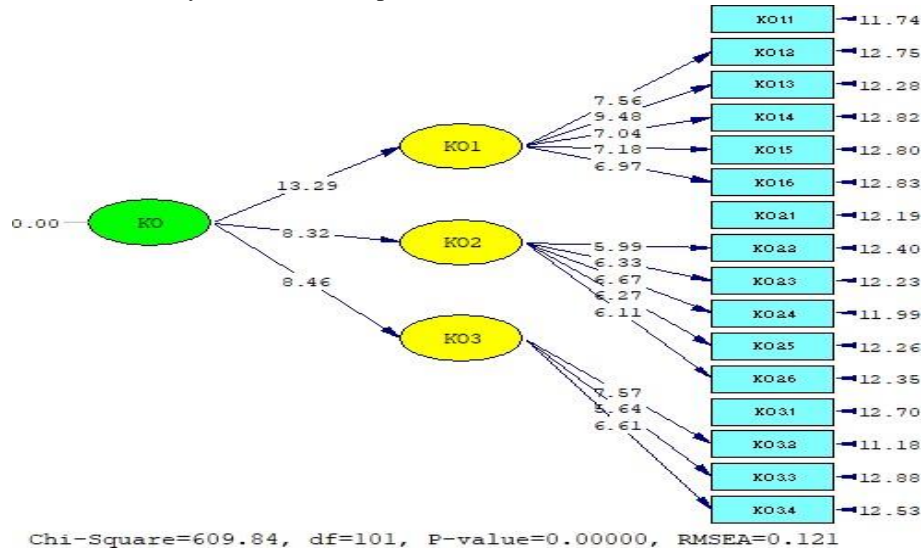 KO11
11.74
KO12
12.75
KO13
12.28
KO14
12.82
KO15
12.80
KO16
12.83
KO21
12.19
KO22
12.40
KO23
12.23
KO24
11.99
KO25
12.26
KO26
12.35
KO31
12.70
KO32
11.18
KO33
12.88
KO34
12.53
7.56
9.48
7.04
7.18
6.97
KO1
13.29
0.00
KO
8.32
KO2
5.99
6.33
6.67
6.27
6.11
8.46
KO3
7.57
5.64
6.61
Chi-Square=609.84, df=101, P-value=0.00000, RMSEA=0.121